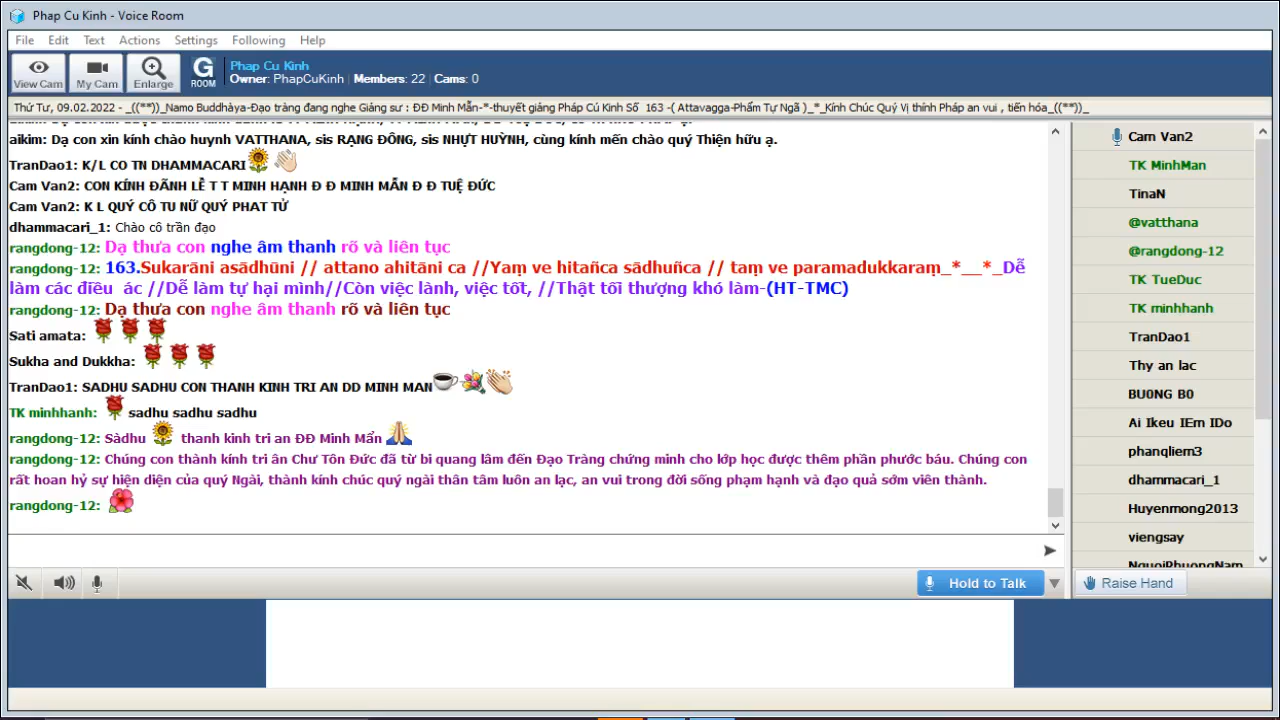 Phap Cu Kinh - Voice Room
File Edit Text Actions Settings Following Help
View Cam My Cam Enlarge G ROOM
Phap Cu Kinh
Owner: PhapCuKinh | Members: 22 | Cams: 0
Thứ Tư, 09.02.2022 - _((**))_Namo Buddhàya-Đạo tràng đang nghe Giảng sư : ĐĐ Minh Mẫn-*-thuyết giảng Pháp Cú Kinh Số 163 -( Attavagga-Phẩm Tự Ngã )_*_Kính Chúc Quý Vị thính Pháp an vui , tiến hóa_((**))_
aikim: Dạ con xin kính chào huynh VATTHANA, sis RẠNG ĐÔNG, sis NHỰT HUỲNH, cùng kính mến chào quý Thiện hữu ạ.
TranDao1: K/L CO TN DHAMMACARI
Cam Van2: CON KÍNH ĐÃNH LỄ T T MINH HẠNH Đ Đ MINH MẪN Đ Đ TUỆ ĐỨC
Cam Van2: K L QUÝ CÔ TU NỮ QUÝ PHAT TỬ
dhammacari_1: Chào cô trần đạo
rangdong-12: Dạ thưa con nghe âm thanh rõ và liên tục
rangdong-12: 163.Sukarāni asādhūni // attano ahitāni ca //Yaṃ ve hitañca sādhuñca // taṃ ve paramadukkaraṃ_*__*_Dễ
làm các điều ác //Dễ làm tự hại mình//Còn việc lành, việc tốt, //Thật tối thượng khó làm-(HT-TMC)
rangdong-12: Dạ thưa con nghe âm thanh rõ và liên tục
Sati amata:
Sukha and Dukkha:
TranDao1: SADHU SADHU CON THANH KINH TRI AN DD MINH MAN
TK minhhanh: sadhu sadhu sadhu
rangdong-12: Sàdhu thanh kinh tri an ĐĐ Minh Mẩn
rangdong-12: Chúng con thành kính tri ân Chư Tôn Đức đã từ bi quang lâm đến Đạo Tràng chứng minh cho lớp học được thêm phần phước báu. Chúng con
rất hoan hỷ sự hiện diện của quý Ngài, thành kính chúc quý ngài thân tâm luôn an lạc, an vui trong đời sống phạm hạnh và đạo quả sớm viên thành.
rangdong-12:
Hold to Talk
Cam Van2
TK MinhMan
TinaN
@vatthana
@rangdong-12
TK TueDuc
TK minhhanh
TranDao1
Thy an lac
BU0NG B0
Ai Ikeu IErn IDo
phanqliem3
dhammacari_1
Huyenmong2013
viengsay
NguoiPhuongNam
Raise Hand